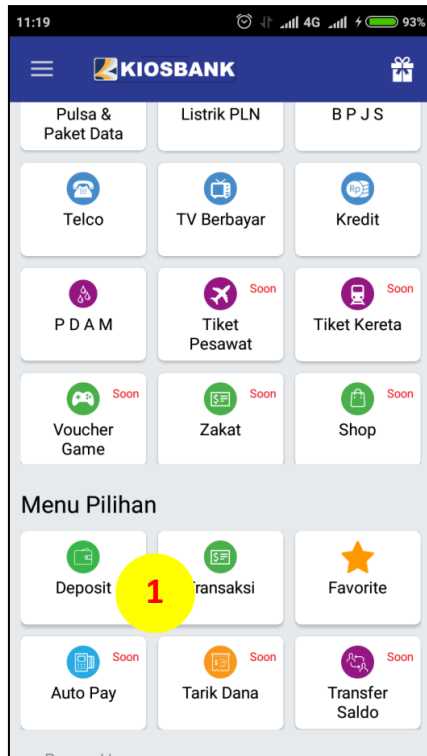 11:19 4G 93%
KIOSBANK
Pulsa &
Paket Data
Listrik PLN
B P J S
Telco
TV Berbayar
Rp
Kredit
P D A M
Soon
Tiket
Pesawat
Soon
Tiket Kereta
Soon
Voucher
Game
Soon
Zakat
Soon
Shop
Menu Pilihan
Deposit
1
ransaksi
Favorite
Soon
Auto Pay
Soon
Tarik Dana
Soon
Transfer
Saldo